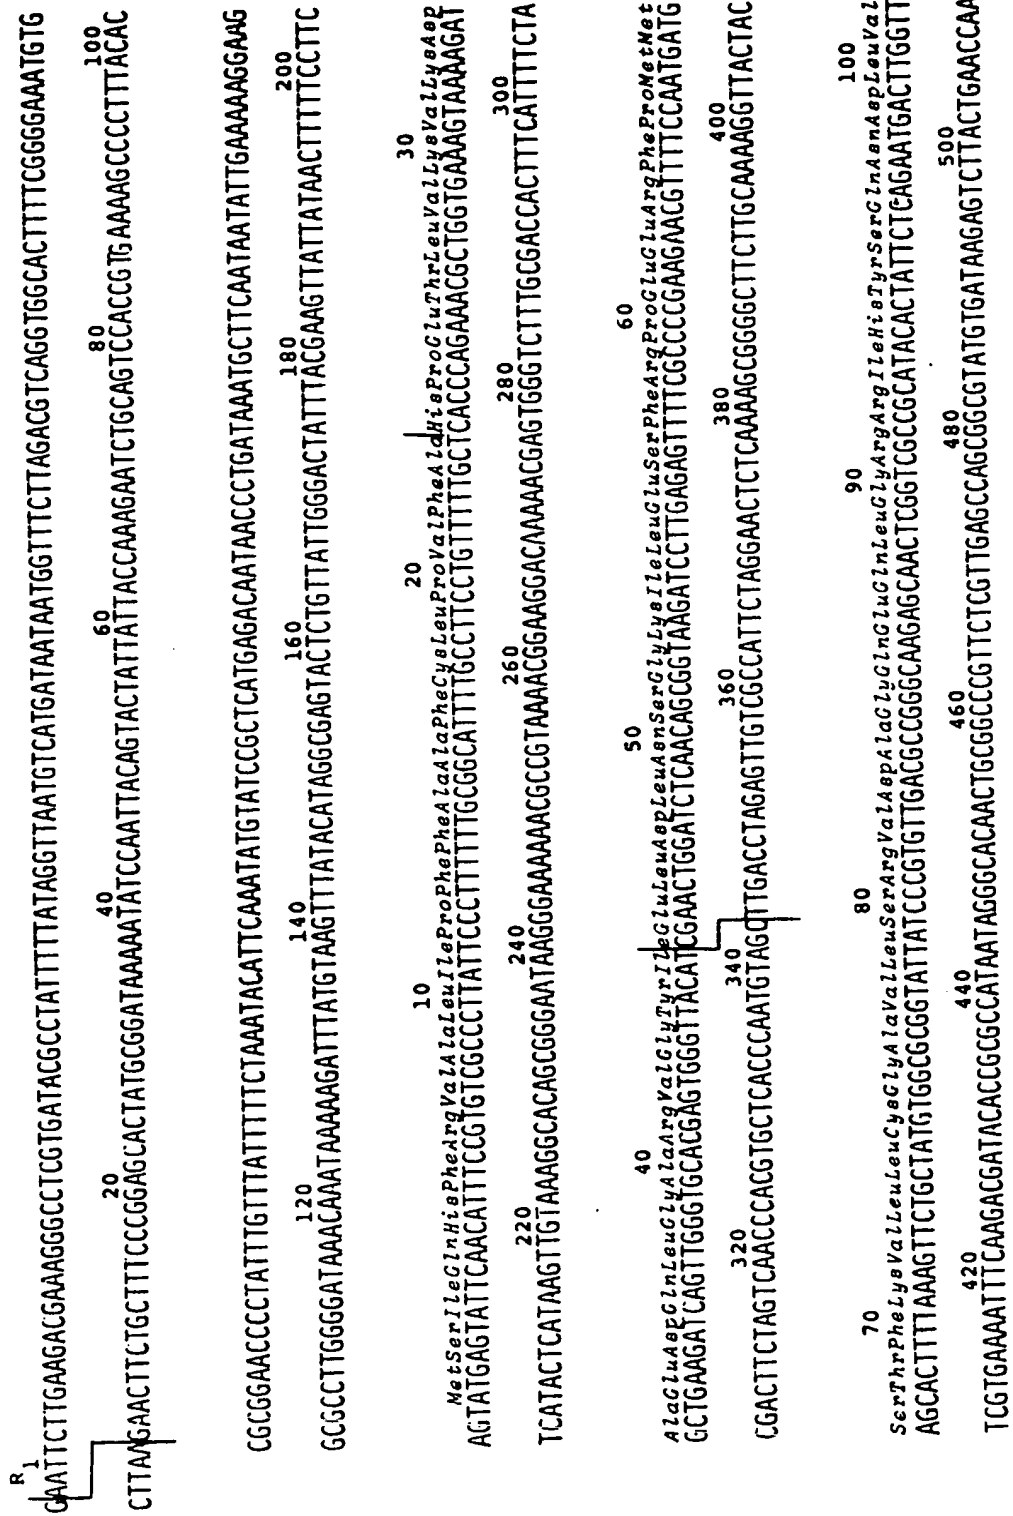 R
1
GAATTCTTGAAGACGAAAGGGCCTCGTGATACGCCTATTTTTATAGGTTAATGTCATGATAATAATGGTTTCTTAGACGTCAGGTGGCACTTTTCGGGGAAATGTG
20 40 60 80 100
CTTAAGAACTTCTGCTTTCCCGGAGCACTATGCGGATAAAAATATCCAATTACAGTACTATTATTACCAAAGAATCTGCAGTCCACCGTGAAAAGCCCCTTTACAC
CGCGGAACCCCTATTTGTTTATTTTTCTAAATACATTCAAATATGTATCCGCTCATGAGACAATAACCCTGATAAATGCTTCAATAATATTGAAAAAGGAAG
120 140 160 180 200
GCGCCTTGGGGATAAACAAATAAAAAGATTTATGTAAGTTTATACATAGGCGAGTACTCTGTTATTGGGACTATTTACGAAGTTATTATAACTTTTTCCTTC
10 20 30
MetSerIleGlnHisPheArgValAlaLeuIleProPhePheAlaAlaPheCysLeuProValPheAlaHisProGluThrLeuValLysValLysAsp
AGTATGAGTATTCAACATTTCCGTGTCGCCCTTATTCCCTTTTTTGCGGCATTTTGCCTTCCTGTTTTTGCTCACCCAGAAACGCTGGTGAAAGTAAAAGAT
220 240 260 280 300
TCATACTCATAAGTTGTAAAGGCACAGCGGGAATAAGGGAAAAAACGCCGTAAAACGGAAGGACAAAAACGAGTGGGTCTTTGCGACCACTTTCATTTTCTA
40 50 60
AlaGluAspGlnLeuGlyAlaArgValGlyTyrIleGluLeuAspLeuAsnSerGlyLysIleLeuGluSerPheArgProGluGluArgPheProMetMet
GCTGAAGATCAGTTGGGTGCACGAGTGGGTTACATCGAACTGGATCTCAACAGCGGTAAGATCCTTGAGAGTTTTCGCCCCGAAGAACGTTTTCCAATGATG
320 340 360 380 400
CGACTTCTAGTCAACCCACGTGCTCACCCAATGTAGCTTGACCTAGAGTTGTCGCCATTCTAGGAACTCTCAAAAGCGGGGCTTCTTGCAAAAGGTTACTAC
70 80 90 100
SerThrPheLysValLeuLeuCysGlyAlaValLeuSerArgValAspAlaGlyGlnGluGlnLeuGlyArgArgIleHisTyrSerGlnAsnAspLeuVal
AGCACTTTTAAAGTTCTGCTATGTGGCGCGGTATTATCCCGTGTTGACGCCGGGCAAGAGCAACTCGGTCGCCGCATACACTATTCTCAGAATGACTTGGTT
420 440 460 480 500
TCGTGAAAATTTCAAGACGATACACCGCGCCATAATAGGGCACAACTGCGGCCCGTTCTCGTTGAGCCAGCGGCGTATGTGATAAGAGTCTTACTGAACCAA